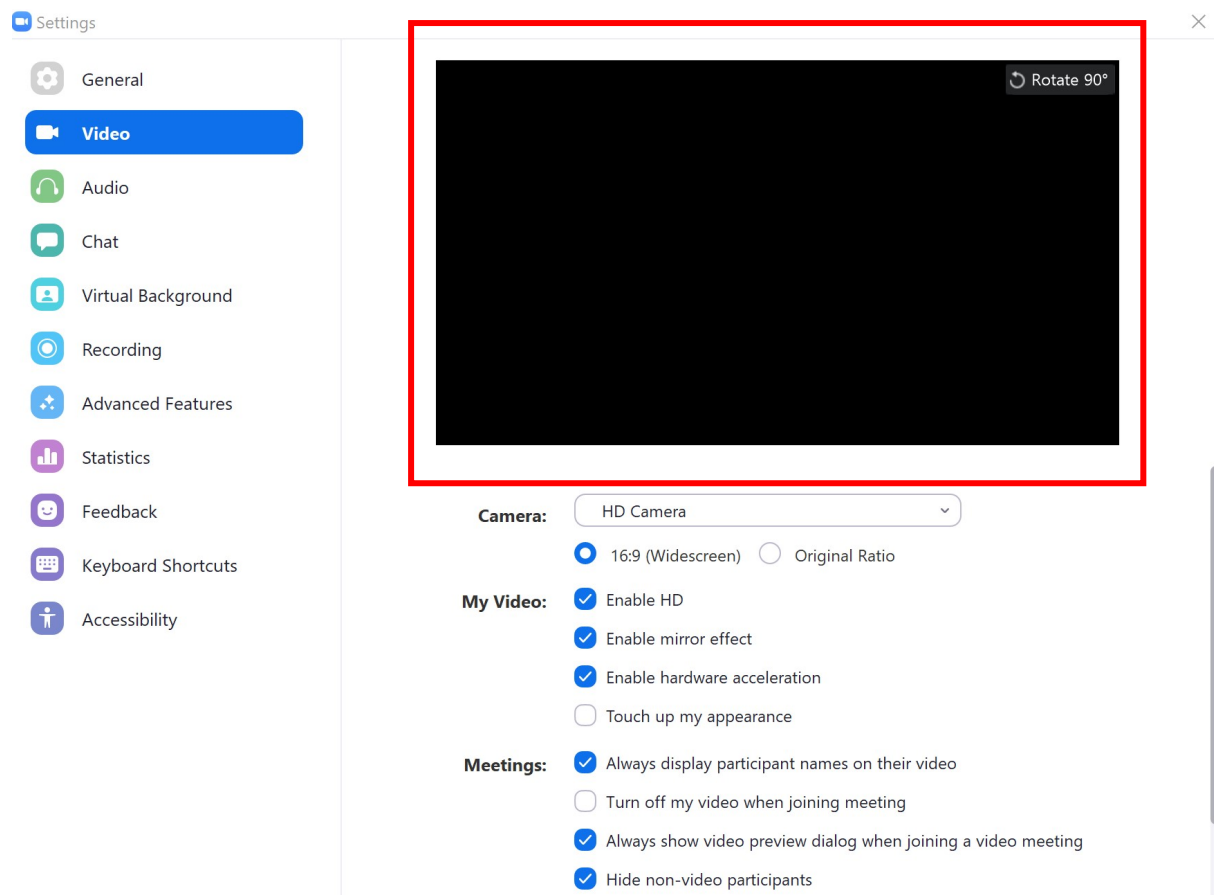 Settings
General
Video
Audio
Chat
Virtual Background
Recording
Advanced Features
Statistics
Feedback
Keyboard Shortcuts
Accessibility
Rotate 90°
Camera:
HD Camera
16:9 (Widescreen) Original Ratio
My Video:
Enable HD
Enable mirror effect
Enable hardware acceleration
Touch up my appearance
Meetings:
Always display participant names on their video
Turn off my video when joining meeting
Always show video preview dialog when joining a video meeting
Hide non-video participants